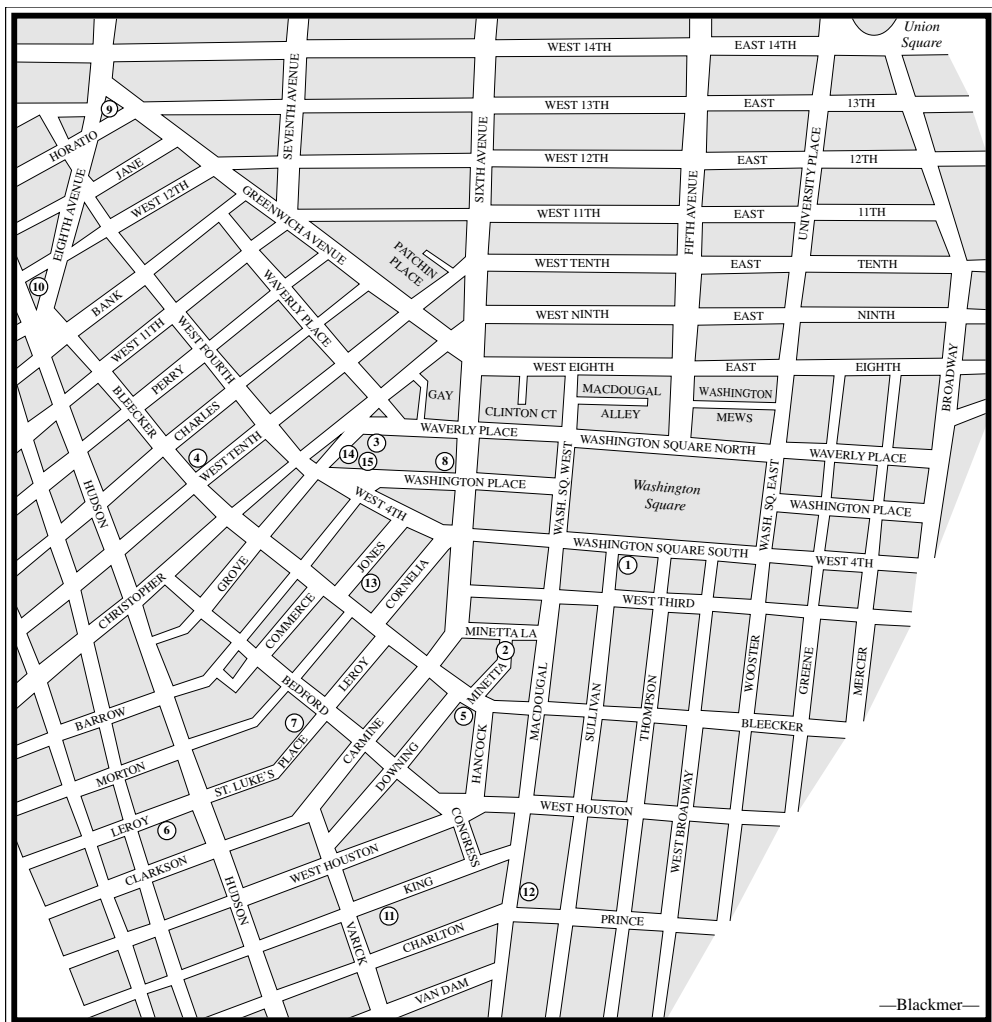 Union
Square
WEST 14TH
EAST 14TH
SEVENTH AVENUE
WEST 13TH
EAST
13TH
9
HORATIO
SIXTH AVENUE
UNIVERSITY PLACE
JANE
WEST 12TH
EAST
12TH
EIGHTH AVENUE
WEST 12TH
GREENWICH AVENUE
FIFTH AVENUE
WEST 11TH
EAST
11TH
PATCHIN
PLACE
WEST TENTH
EAST
TENTH
10
BANK
WAVERLY PLACE
WEST NINTH
EAST
NINTH
WEST 11TH
WEST FOURTH
BROADWAY
WEST EIGHTH
EAST
EIGHTH
PERRY
BLEECKER
GAY
MACDOUGAL
WASHINGTON
CLINTON CT
ALLEY
MEWS
CHARLES
WAVERLY PLACE
WASHINGTON SQUARE NORTH
3
14
15
8
4
WEST TENTH
WAVERLY PLACE
WASH. SQ. WEST
WASH. SQ. EAST
WASHINGTON PLACE
Washington
Square
HUDSON
WEST 4TH
WASHINGTON PLACE
WASHINGTON SQUARE SOUTH
WEST 4TH
JONES
1
GROVE
13
CORNELIA
CHRISTOPHER
WEST THIRD
COMMERCE
MINETTA LA
2
LEROY
MINETTA
MACDOUGAL
SULLIVAN
THOMPSON
WOOSTER
GREENE
MERCER
BEDFORD
BARROW
7
5
BLEECKER
CARMINE
HANCOCK
PLACE
MORTON
ST. LUKE'S
DOWNING
WEST HOUSTON
LEROY
6
CONGRESS
WEST BROADWAY
CLARKSON
WEST HOUSTON
HUDSON
KING
12
11
PRINCE
VARICK
CHARLTON
VAN DAM
—Blackmer—